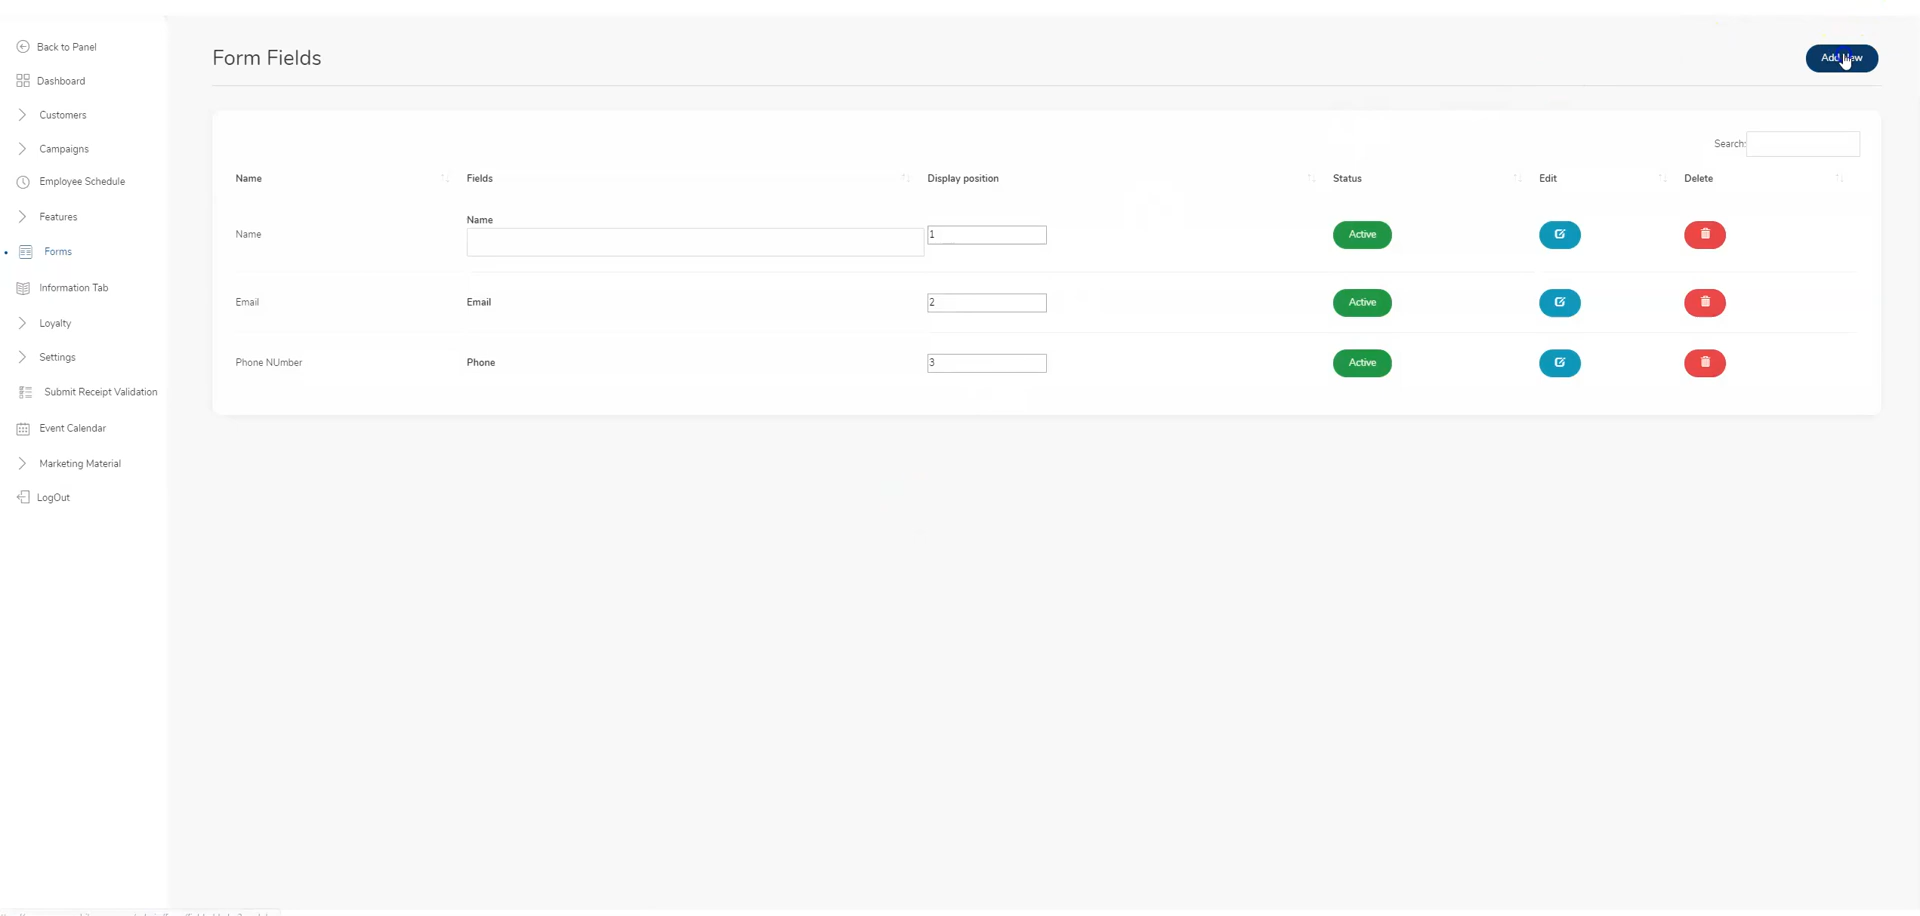 Back to Panel
Dashboard
Customers
Campaigns
Employee Schedule
Features
Forms
Information Tab
Loyalty
Settings
Submit Receipt Validation
Event Calendar
Marketing Material
LogOut
Form Fields
Add New
Search:
Name Fields Display position Status Edit Delete
Name
Name 1 Active
Email Email 2 Active
Phone NUmber Phone 3 Active